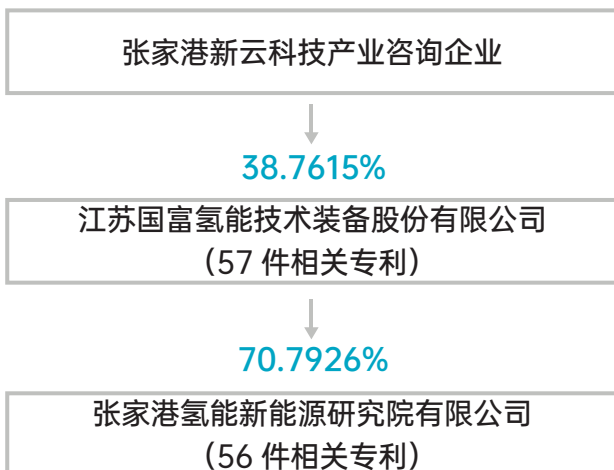 张家港新云科技产业咨询企业
38.7615%
江苏国富氢能技术装备股份有限公司
（57 件相关专利）
70.7926%
张家港氢能新能源研究院有限公司
（56 件相关专利）